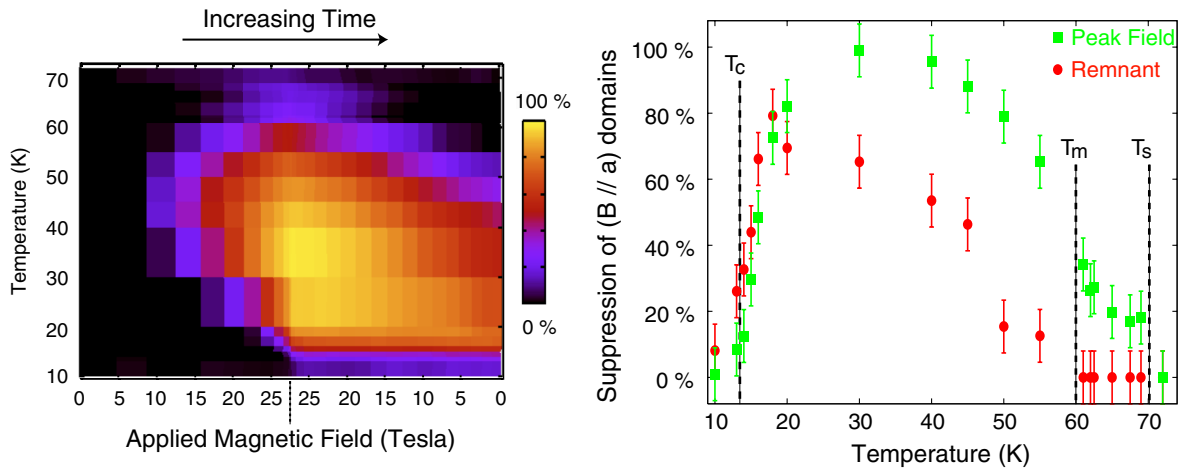 Increasing Time
Temperature (K)
70
60
50
40
30
20
10
0 5 10 15 20 25 25 20 15 10 5 0
Applied Magnetic Field (Tesla)
100 %
0 %
Suppression of (B // a) domains
100 %
80 %
60 %
40 %
20 %
0 %
Peak Field
Remnant
Tc
Tm
Ts
10 20 30 40 50 60 70
Temperature (K)